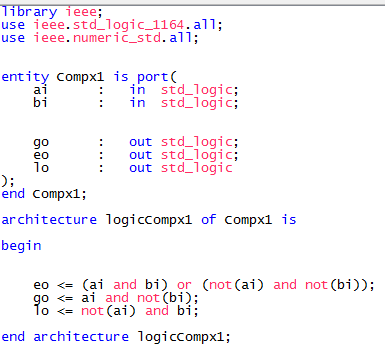 library ieee;
use ieee.std_logic_1164.all;
use ieee.numeric_std.all;
entity Compx1 is port(
ai : in std_logic;
bi : in std_logic;
go : out std_logic;
eo : out std_logic;
lo : out std_logic
);
end Compx1;
architecture logicCompx1 of Compx1 is
begin
eo <= (ai and bi) or (not(ai) and not(bi));
go <= ai and not(bi);
lo <= not(ai) and bi;
end architecture logicCompx1;